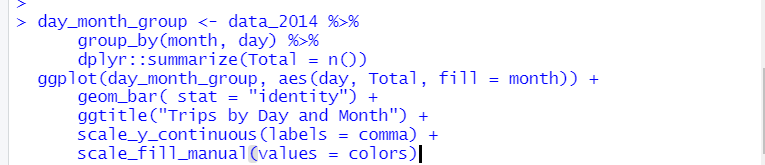 >
> day_month_group <- data_2014 %>%
group_by(month, day) %>%
dplyr::summarize(Total = n())
ggplot(day_month_group, aes(day, Total, fill = month)) +
geom_bar( stat = "identity") +
ggtitle("Trips by Day and Month") +
scale_y_continuous(labels = comma) +
scale_fill_manual(values = colors)